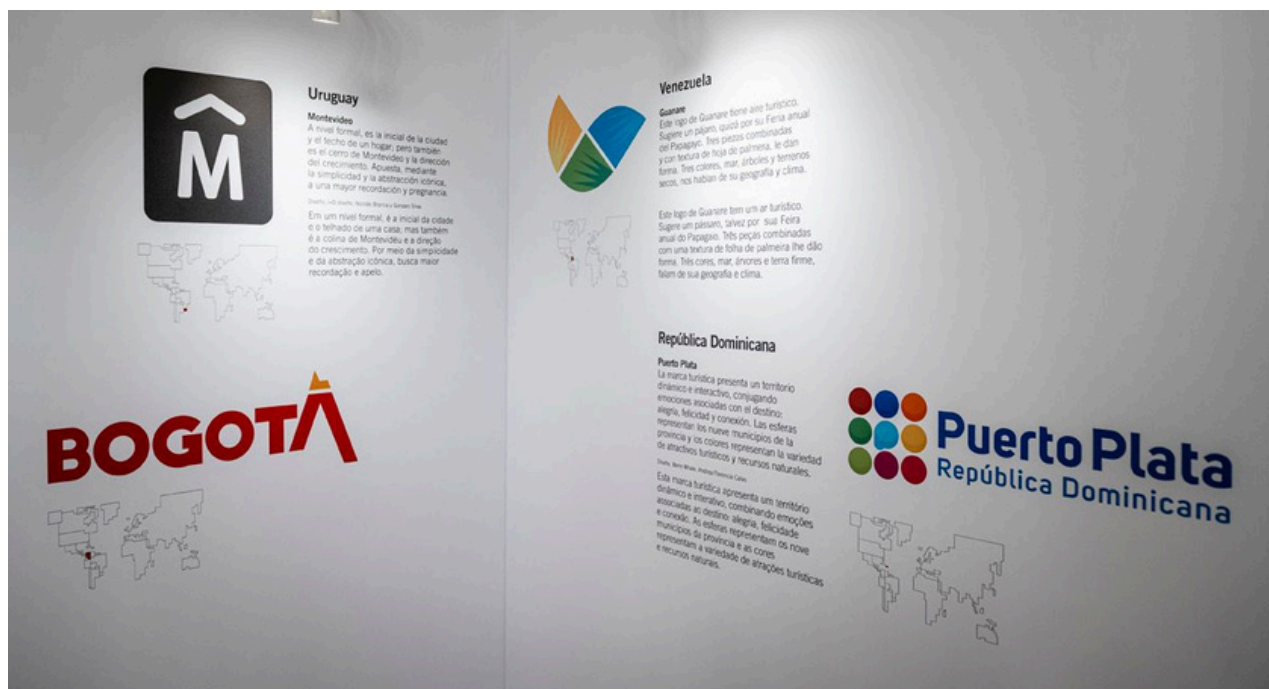 M
Uruguay
Montevideo
A nivel formal, es la inicial de la ciudad
y el techo de un hogar; pero también
es el cerro de Montevideo y la dirección
del crecimiento. Apuesta, mediante
la simplicidad y la abstracción icónica,
a una mayor recordación y pregnancia.
Em um nível formal, é a inicial da cidade
e o telhado de uma casa; mas também
é a colina de Montevideu e a direção
do crescimento. Por meio da simplicidade
e da abstração icônica, busca maior
recordação e apelo.
BOGOTÁ
Venezuela
Guanare
Este logo de Guanare tiene aire turístico.
Sugiere un pájaro, quizá por su Feria anual
del Papagayo. Tres piezas combinadas
y con textura de hoja de palmera, le dan
forma. Tres colores, mar, árboles y terrenos
secos, nos hablan de su geografía y clima.
Este logo de Guanare tem um ar turístico.
Sugere um pássaro, talvez por sua Feira
anual do Papagaio. Três peças combinadas
com uma textura de folha de palmeira lhe dão
forma. Três cores, mar, árvores e terra firme,
falam de sua geografia e clima.
República Dominicana
Puerto Plata
La marca turística presenta un territorio
dinámico e interactivo, conjugando
emociones asociadas con el destino:
alegría, felicidad y conexión. Las esferas
representan los nueve municipios de la
provincia y los colores representan la variedad
de atractivos turísticos y recursos naturales.
Esta marca turística apresenta um território
dinâmico e interativo, combinando emoções
associadas ao destino: alegria, felicidade
e conexão. As esferas representam os nove
municípios da província e as cores
representam a variedade de atrações turísticas
e recursos naturais.
Puerto Plata
República Dominicana